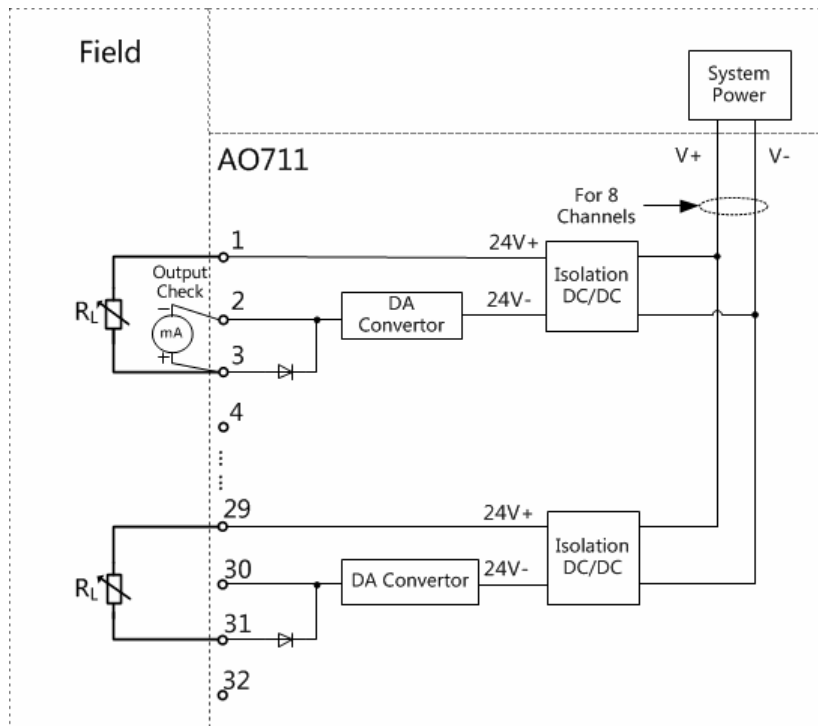 Field
System
Power
AO711
V+
V-
For 8
Channels
1
24V+
Output
Check
Isolation
DC/DC
2
24V-
DA
Convertor
RL
−
mA
+
3
4
29
24V+
Isolation
DC/DC
30
24V-
DA Convertor
RL
31
32